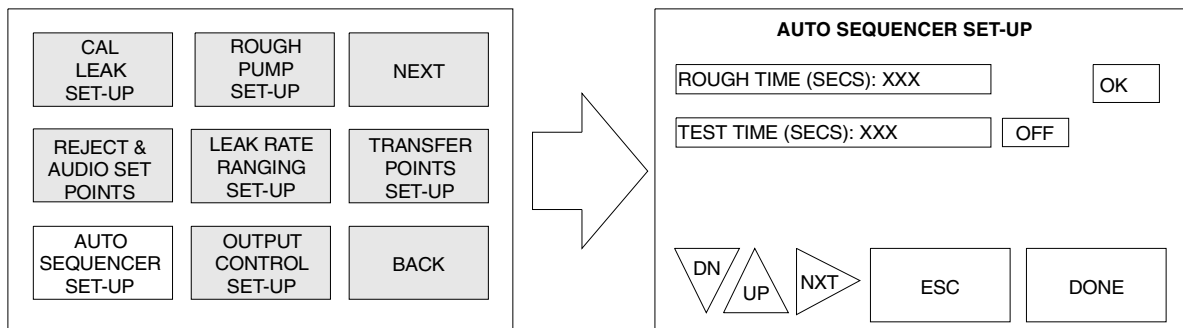 CAL
LEAK
SET-UP
ROUGH
PUMP
SET-UP
NEXT
REJECT &
AUDIO SET
POINTS
LEAK RATE
RANGING
SET-UP
TRANSFER
POINTS
SET-UP
AUTO
SEQUENCER
SET-UP
OUTPUT
CONTROL
SET-UP
BACK
AUTO SEQUENCER SET-UP
ROUGH TIME (SECS): XXX
OK
TEST TIME (SECS): XXX
OFF
DN
UP
NXT
ESC
DONE